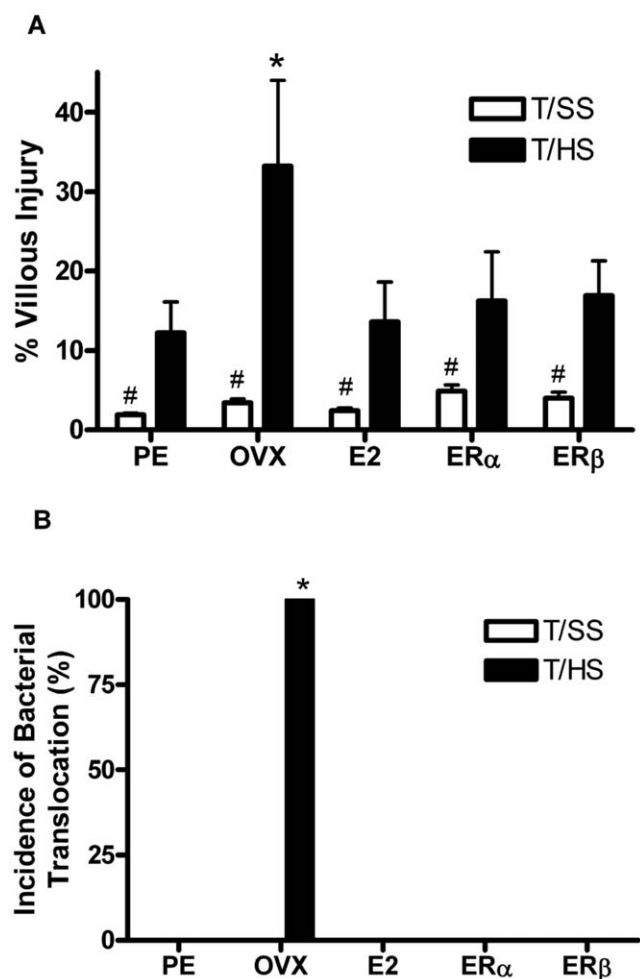 A
% Villous Injury
40
30
20
10
0
*
# # # # #
T/SS
T/HS
PE OVX E2 ERα ERβ
B
Incidence of Bacterial
Translocation (%)
100
75
50
25
0
*
T/SS
T/HS
PE OVX E2 ERα ERβ